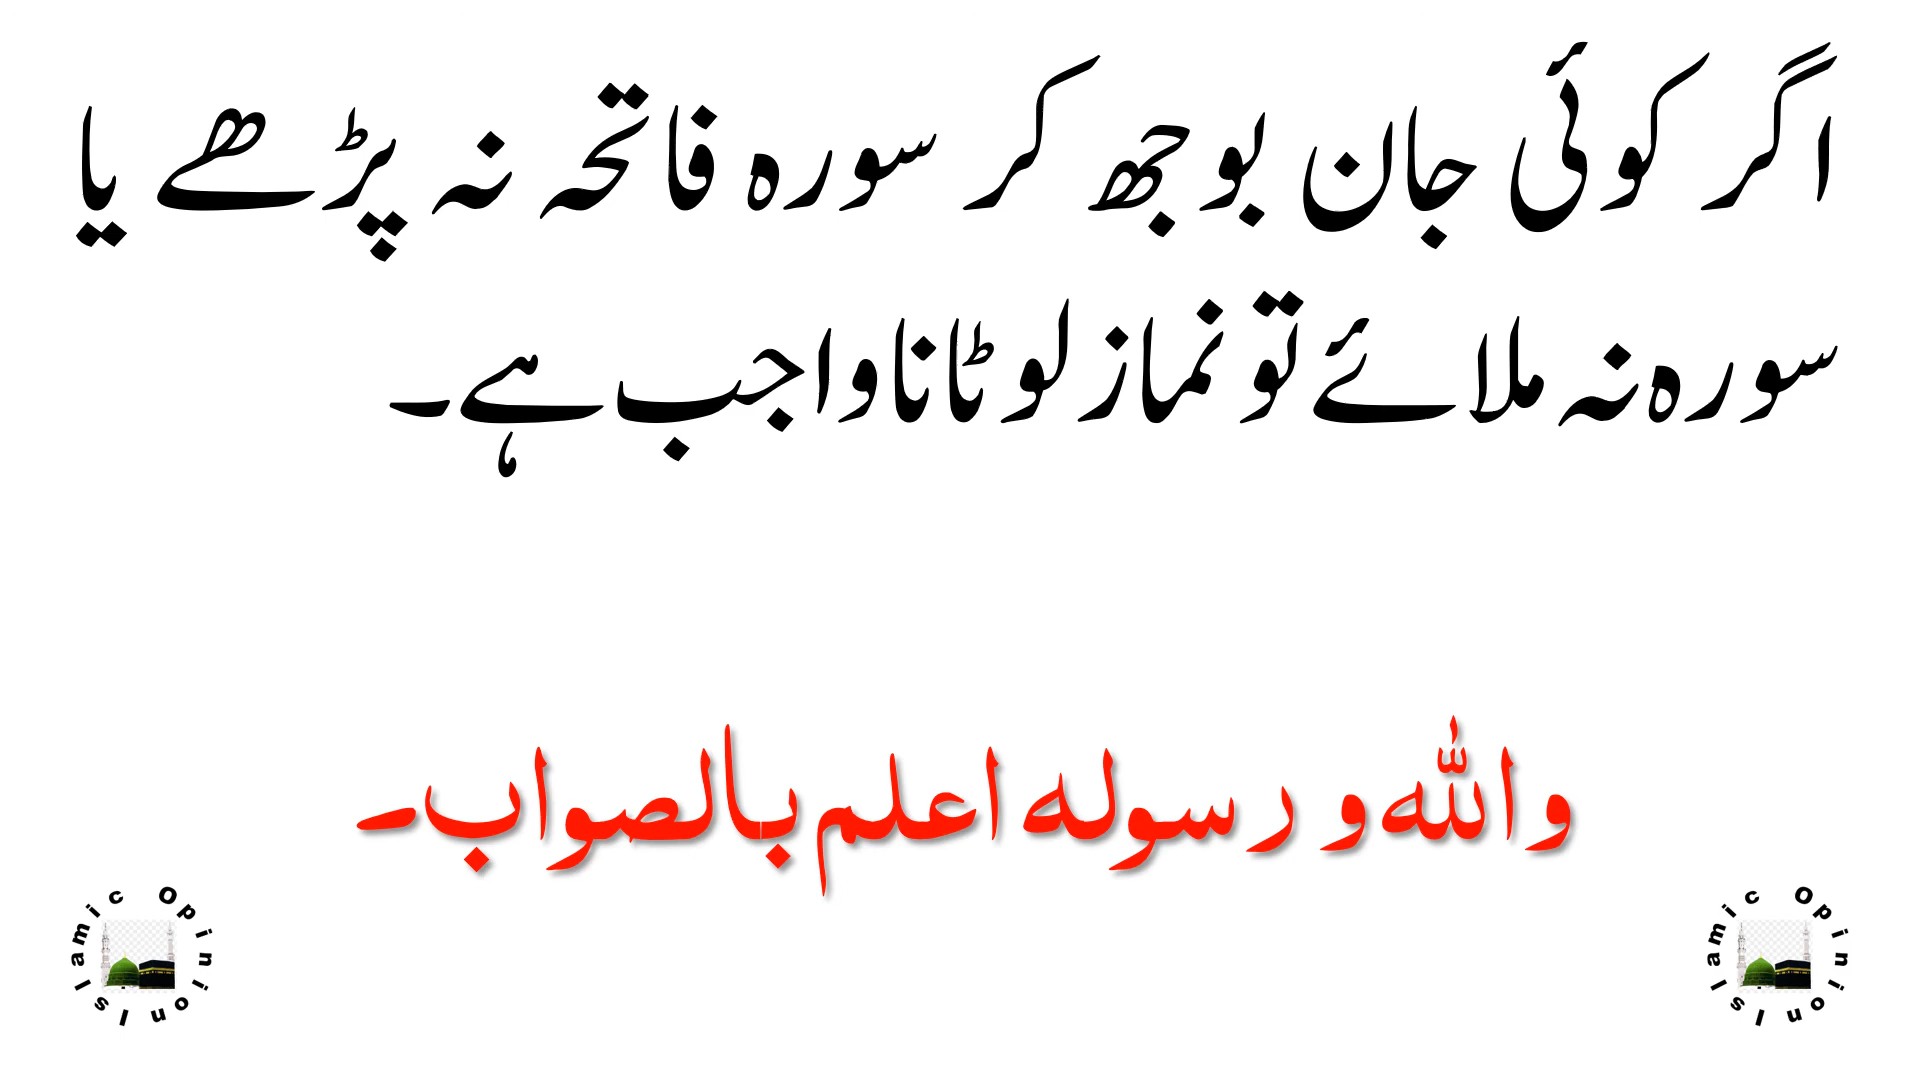 اگر کوئی جان بوجھ کر سورہ فاتحہ نہ پڑھے یا
سورہ نہ ملائے تو نماز لوٹانا واجب ہے۔
واللہ و رسولہ اعلم بالصواب۔
Islamic Opinion
Islamic Opinion